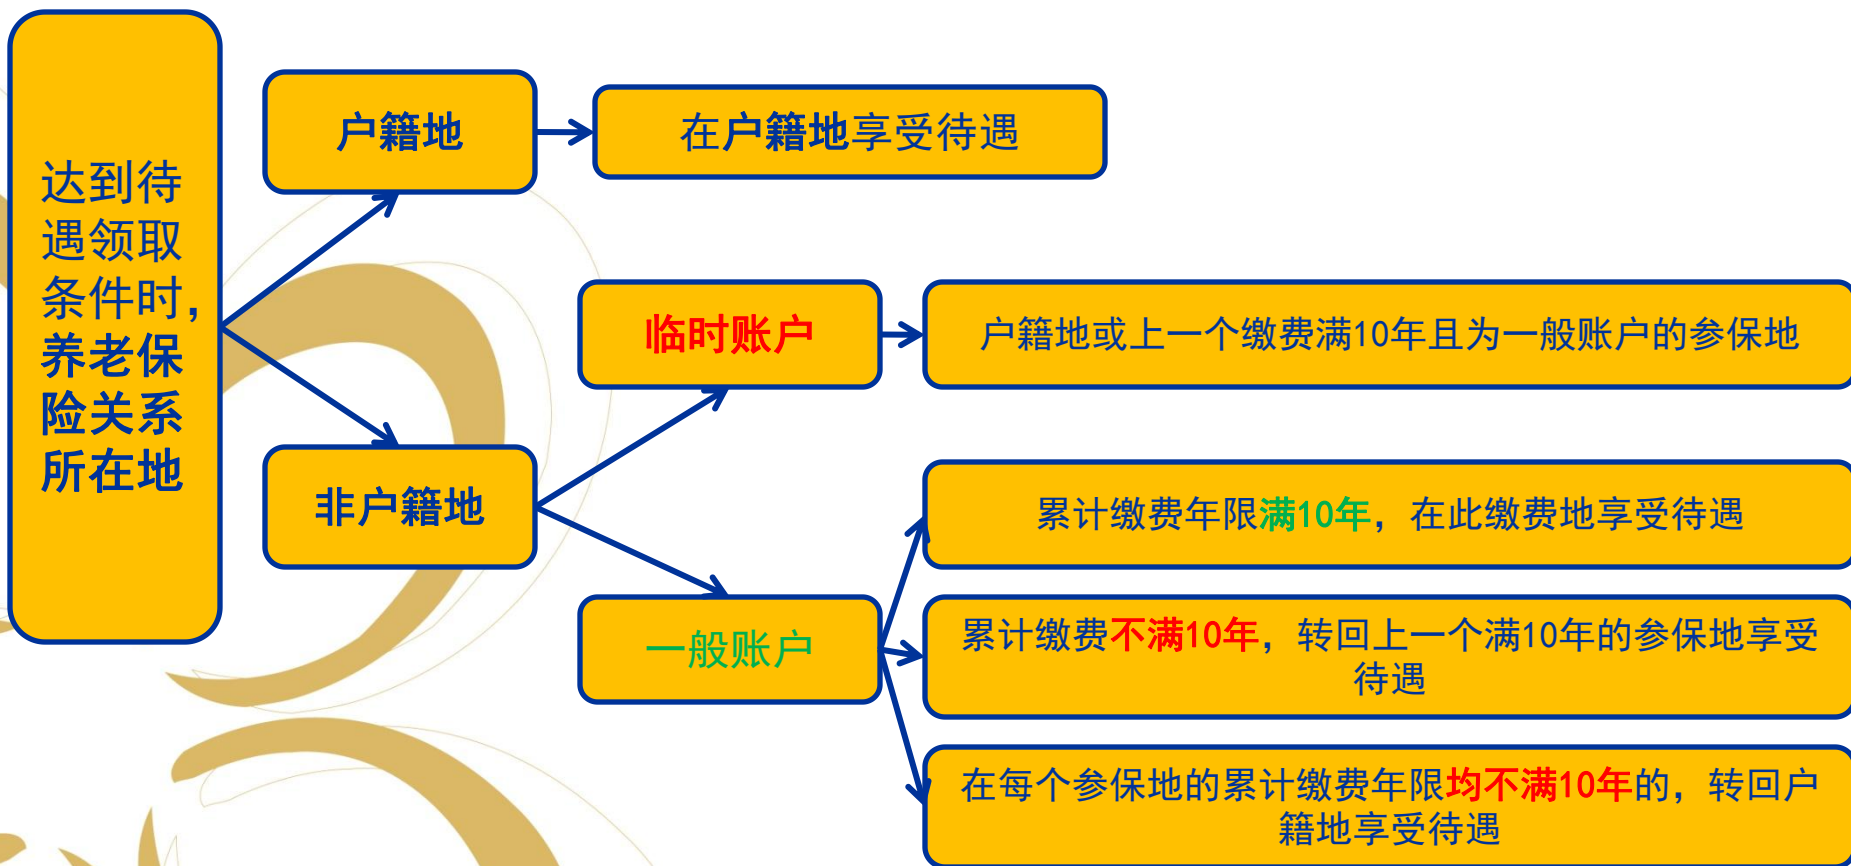 达到待
遇领取
条件时，
养老保
险关系
所在地
户籍地
在户籍地享受待遇
非户籍地
临时账户
户籍地或上一个缴费满10年且为一般账户的参保地
一般账户
累计缴费年限满10年，在此缴费地享受待遇
累计缴费不满10年，转回上一个满10年的参保地享受
待遇
在每个参保地的累计缴费年限均不满10年的，转回户
籍地享受待遇